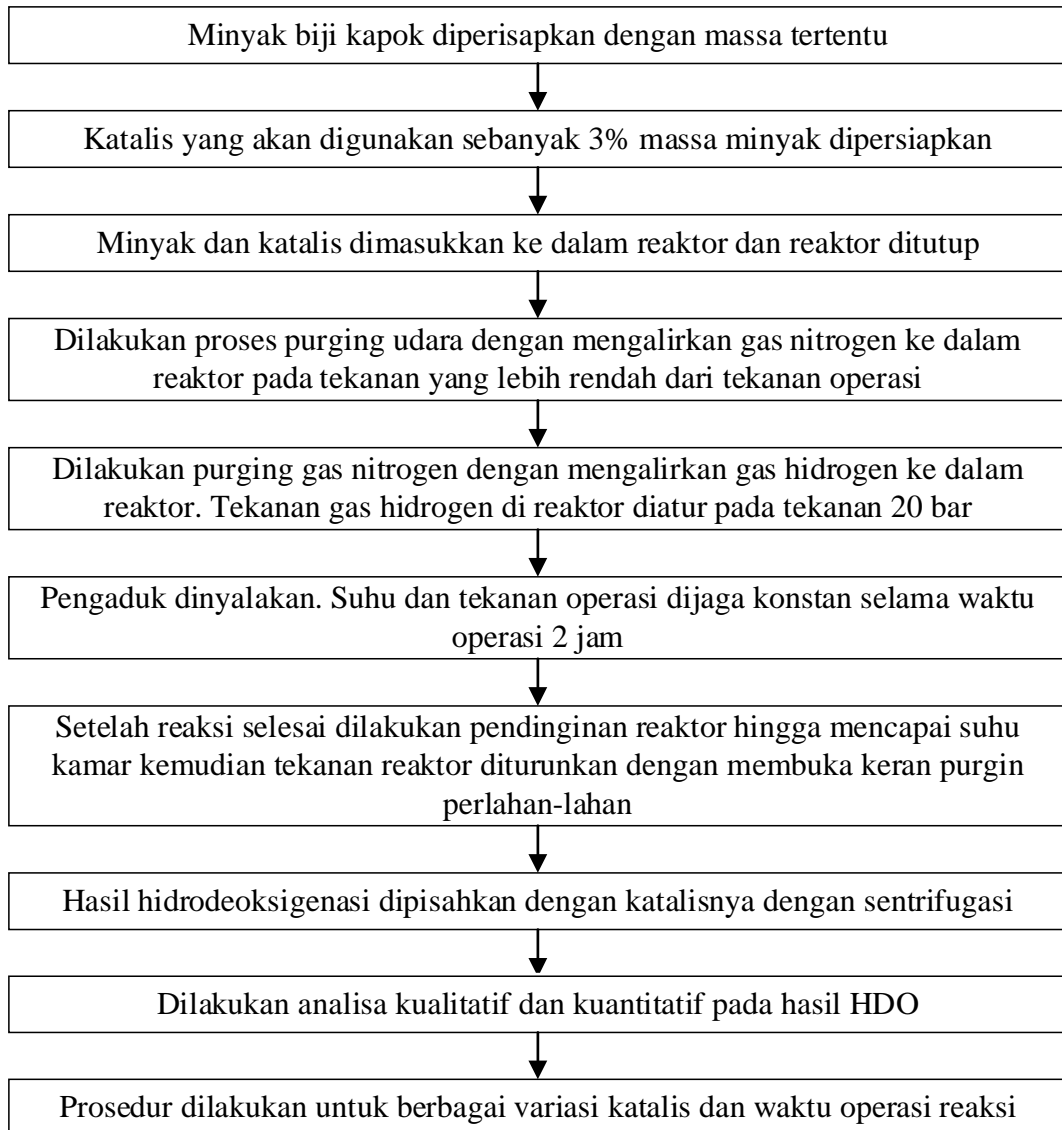 Minyak biji kapok diperisapkan dengan massa tertentu
Katalis yang akan digunakan sebanyak 3% massa minyak dipersiapkan
Minyak dan katalis dimasukkan ke dalam reaktor dan reaktor ditutup
Dilakukan proses purging udara dengan mengalirkan gas nitrogen ke dalam
reaktor pada tekanan yang lebih rendah dari tekanan operasi
Dilakukan purging gas nitrogen dengan mengalirkan gas hidrogen ke dalam
reaktor. Tekanan gas hidrogen di reaktor diatur pada tekanan 20 bar
Pengaduk dinyalakan. Suhu dan tekanan operasi dijaga konstan selama waktu
operasi 2 jam
Setelah reaksi selesai dilakukan pendinginan reaktor hingga mencapai suhu
kamar kemudian tekanan reaktor diturunkan dengan membuka keran purgin
perlahan-lahan
Hasil hidrodeoksigenasi dipisahkan dengan katalisnya dengan sentrifugasi
Dilakukan analisa kualitatif dan kuantitatif pada hasil HDO
Prosedur dilakukan untuk berbagai variasi katalis dan waktu operasi reaksi